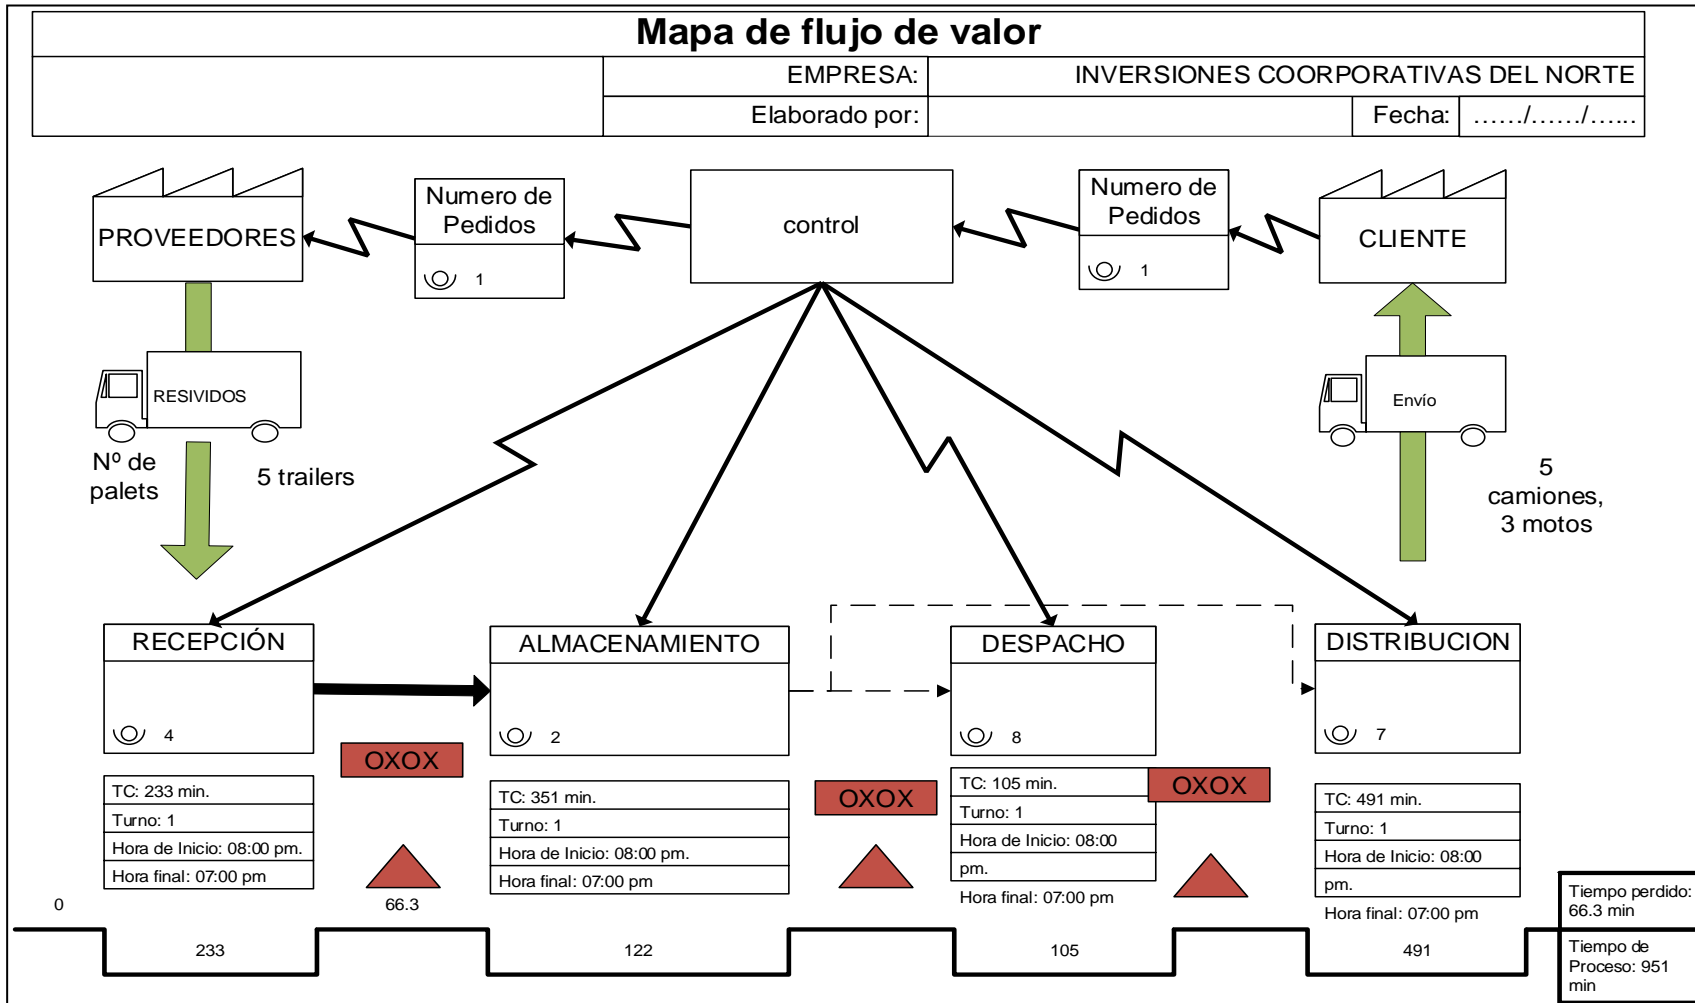 Mapa de flujo de valor
EMPRESA:
INVERSIONES COORPORATIVAS DEL NORTE
Elaborado por:
Fecha:
....../....../......
PROVEEDORES
Numero de
Pedidos
1
control
Numero de
Pedidos
1
CLIENTE
RESIVIDOS
Nº de
palets
5 trailers
Envío
5
camiones,
3 motos
RECEPCIÓN
4
ALMACENAMIENTO
2
DESPACHO
8
DISTRIBUCION
7
OXOX
OXOX
OXOX
TC: 233 min.
Turno: 1
Hora de Inicio: 08:00 pm.
Hora final: 07:00 pm
TC: 351 min.
Turno: 1
Hora de Inicio: 08:00 pm.
Hora final: 07:00 pm
TC: 105 min.
Turno: 1
Hora de Inicio: 08:00
pm.
Hora final: 07:00 pm
TC: 491 min.
Turno: 1
Hora de Inicio: 08:00
pm.
Hora final: 07:00 pm
0
66.3
233
122
105
491
Tiempo perdido:
66.3 min
Tiempo de
Proceso: 951
min